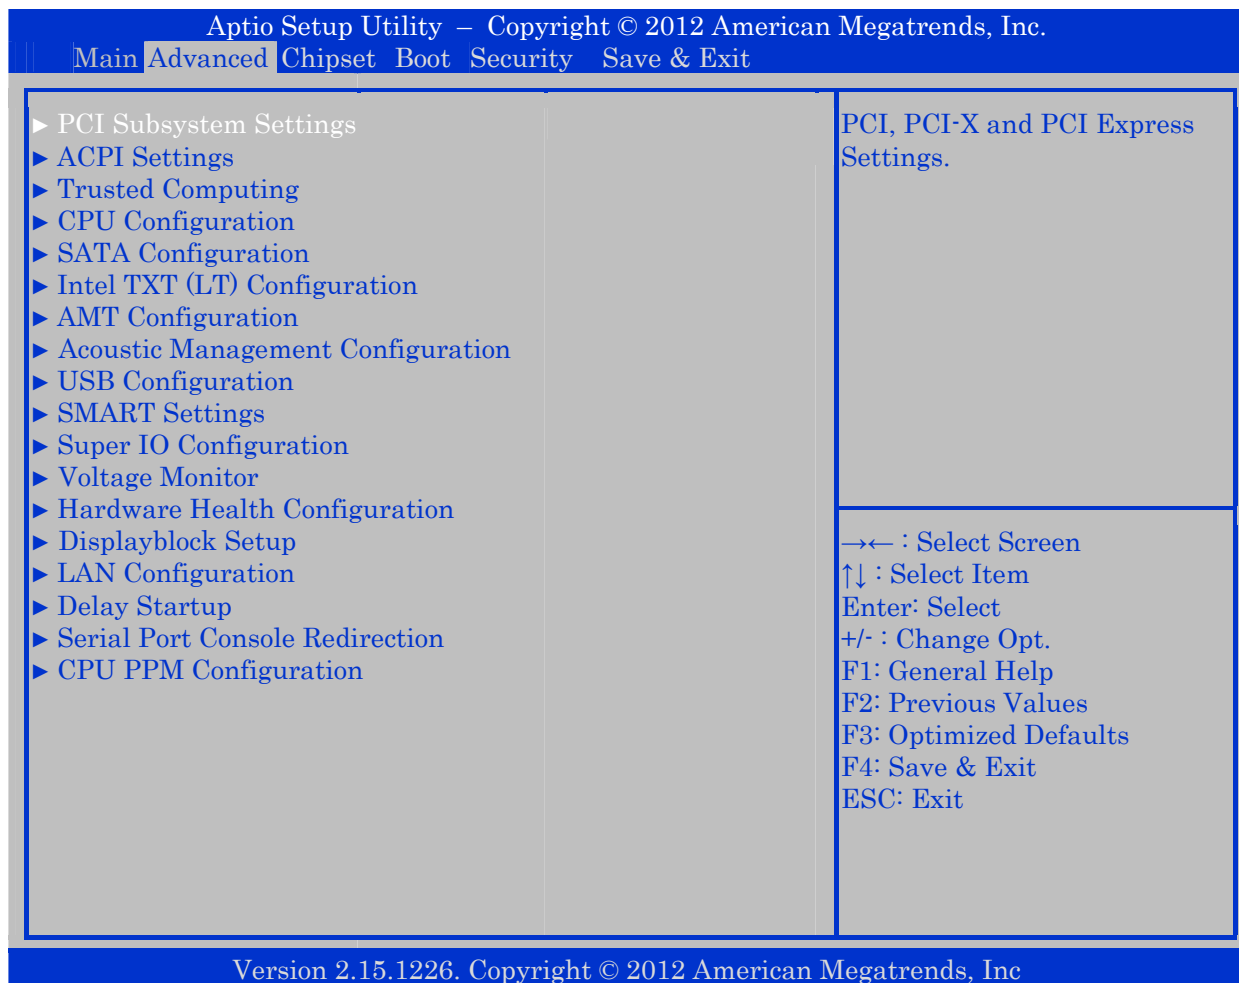 Aptio Setup Utility – Copyright © 2012 American Megatrends, Inc.
Main Advanced Chipset Boot Security Save & Exit
► PCI Subsystem Settings
► ACPI Settings
► Trusted Computing
► CPU Configuration
► SATA Configuration
► Intel TXT (LT) Configuration
► AMT Configuration
► Acoustic Management Configuration
► USB Configuration
► SMART Settings
► Super IO Configuration
► Voltage Monitor
► Hardware Health Configuration
► Displayblock Setup
► LAN Configuration
► Delay Startup
► Serial Port Console Redirection
► CPU PPM Configuration
PCI, PCI-X and PCI Express
Settings.
→← : Select Screen
↑↓ : Select Item
Enter: Select
+/- : Change Opt.
F1: General Help
F2: Previous Values
F3: Optimized Defaults
F4: Save & Exit
ESC: Exit
Version 2.15.1226. Copyright © 2012 American Megatrends, Inc